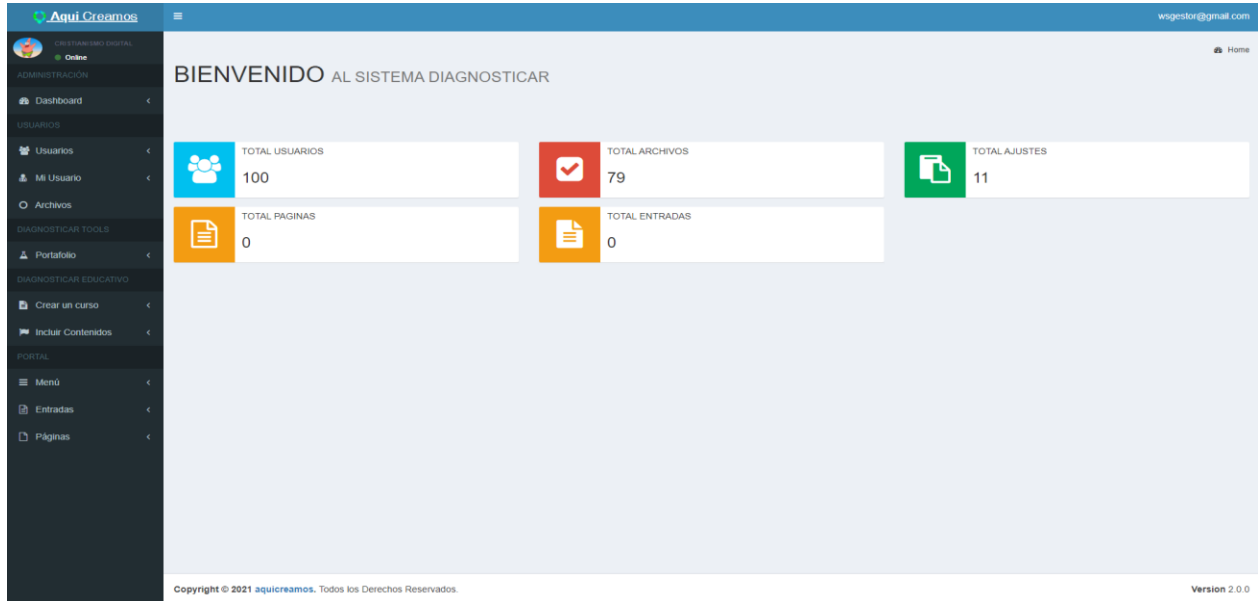 Aqui Creamos
wsgestor@gmail.com
CRISTIANISMO DIGITAL
Online
Home
BIENVENIDO AL SISTEMA DIAGNOSTICAR
ADMINISTRACIÓN
Dashboard
USUARIOS
Usuarios
Mi Usuario
Archivos
DIAGNOSTICAR TOOLS
Portafolio
DIAGNOSTICAR EDUCATIVO
Crear un curso
Incluir Contenidos
PORTAL
Menú
Entradas
Páginas
TOTAL USUARIOS
100
TOTAL ARCHIVOS
79
TOTAL AJUSTES
11
TOTAL PAGINAS
0
TOTAL ENTRADAS
0
Copyright © 2021 aquicreamos. Todos los Derechos Reservados.
Version 2.0.0